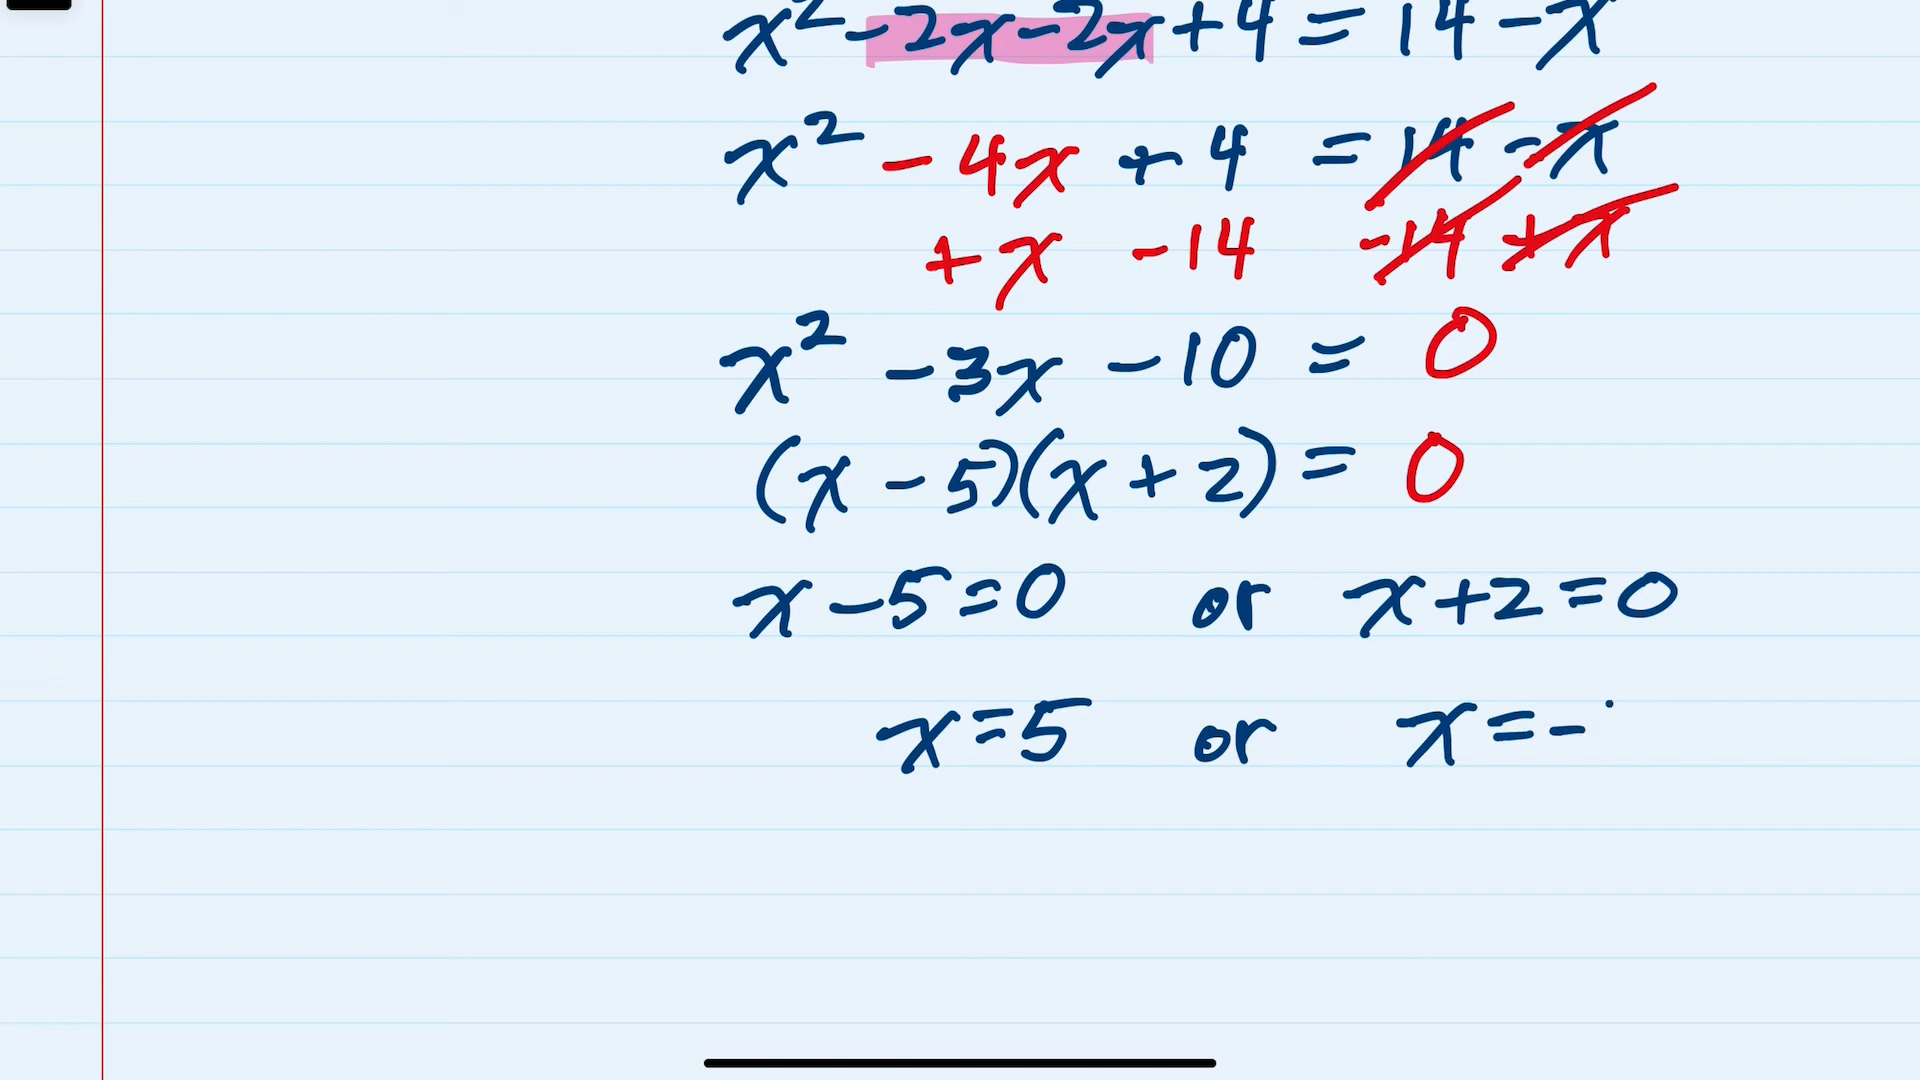 x² - 2x - 2x + 4 = 14 - x
x² - 4x + 4 = 14 - x
+ x - 14 - 14 + x
x² - 3x - 10 = 0
(x - 5)(x + 2) = 0
x - 5 = 0 or x + 2 = 0
x = 5 or x = -